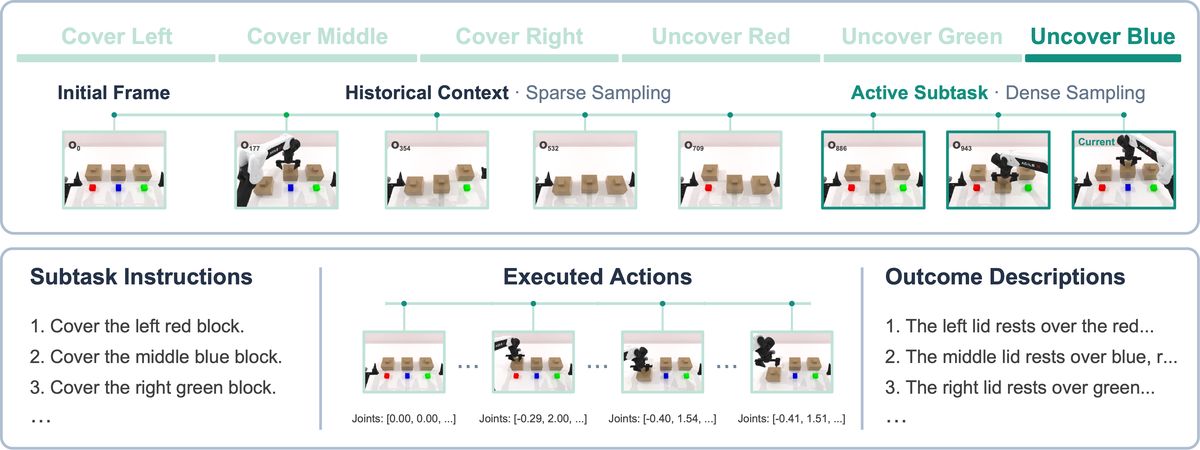 Cover Left Cover Middle Cover Right Uncover Red Uncover Green Uncover Blue
Initial Frame Historical Context · Sparse Sampling Active Subtask · Dense Sampling
O0 O177 O354 O532 O709 O886 O943 Current
Subtask Instructions
1. Cover the left red block.
2. Cover the middle blue block.
3. Cover the right green block.
...
Executed Actions
... ... ...
Joints: [0.00, 0.00, ...] Joints: [-0.29, 2.00, ...] Joints: [-0.40, 1.54, ...] Joints: [-0.41, 1.51, ...]
Outcome Descriptions
1. The left lid rests over the red...
2. The middle lid rests over blue, r...
3. The right lid rests over green...
...